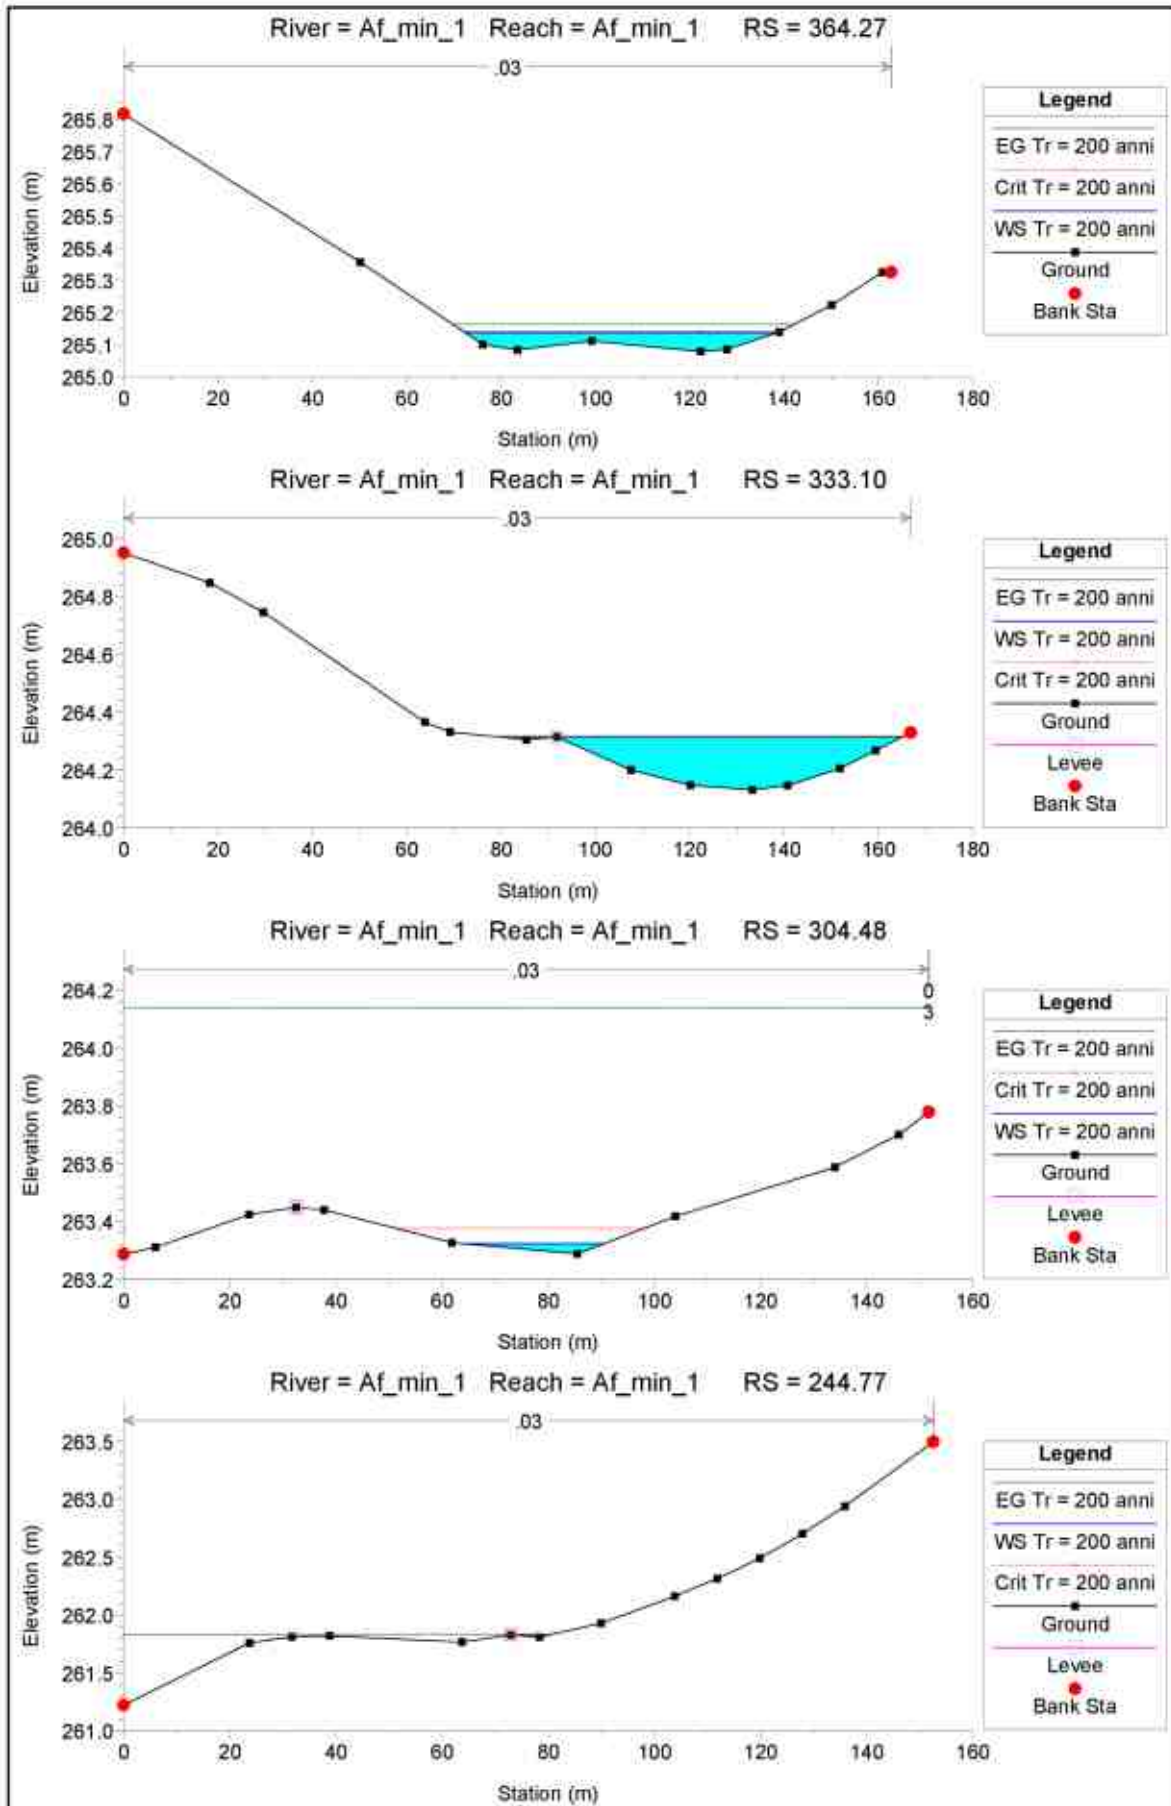 River = Af_min_1 Reach = Af_min_1 RS = 364.27
.03
Elevation (m)
265.8
265.7
265.6
265.5
265.4
265.3
265.2
265.1
265.0
0 20 40 60 80 100 120 140 160 180
Station (m)
Legend
EG Tr = 200 anni
Crit Tr = 200 anni
WS Tr = 200 anni
Ground
Bank Sta
River = Af_min_1 Reach = Af_min_1 RS = 333.10
.03
Elevation (m)
265.0
264.8
264.6
264.4
264.2
264.0
0 20 40 60 80 100 120 140 160 180
Station (m)
Legend
EG Tr = 200 anni
WS Tr = 200 anni
Crit Tr = 200 anni
Ground
Levee
Bank Sta
River = Af_min_1 Reach = Af_min_1 RS = 304.48
.03
0
3
Elevation (m)
264.2
264.0
263.8
263.6
263.4
263.2
0 20 40 60 80 100 120 140 160
Station (m)
Legend
EG Tr = 200 anni
Crit Tr = 200 anni
WS Tr = 200 anni
Ground
Levee
Bank Sta
River = Af_min_1 Reach = Af_min_1 RS = 244.77
.03
Elevation (m)
263.5
263.0
262.5
262.0
261.5
261.0
0 20 40 60 80 100 120 140 160
Station (m)
Legend
EG Tr = 200 anni
WS Tr = 200 anni
Crit Tr = 200 anni
Ground
Levee
Bank Sta